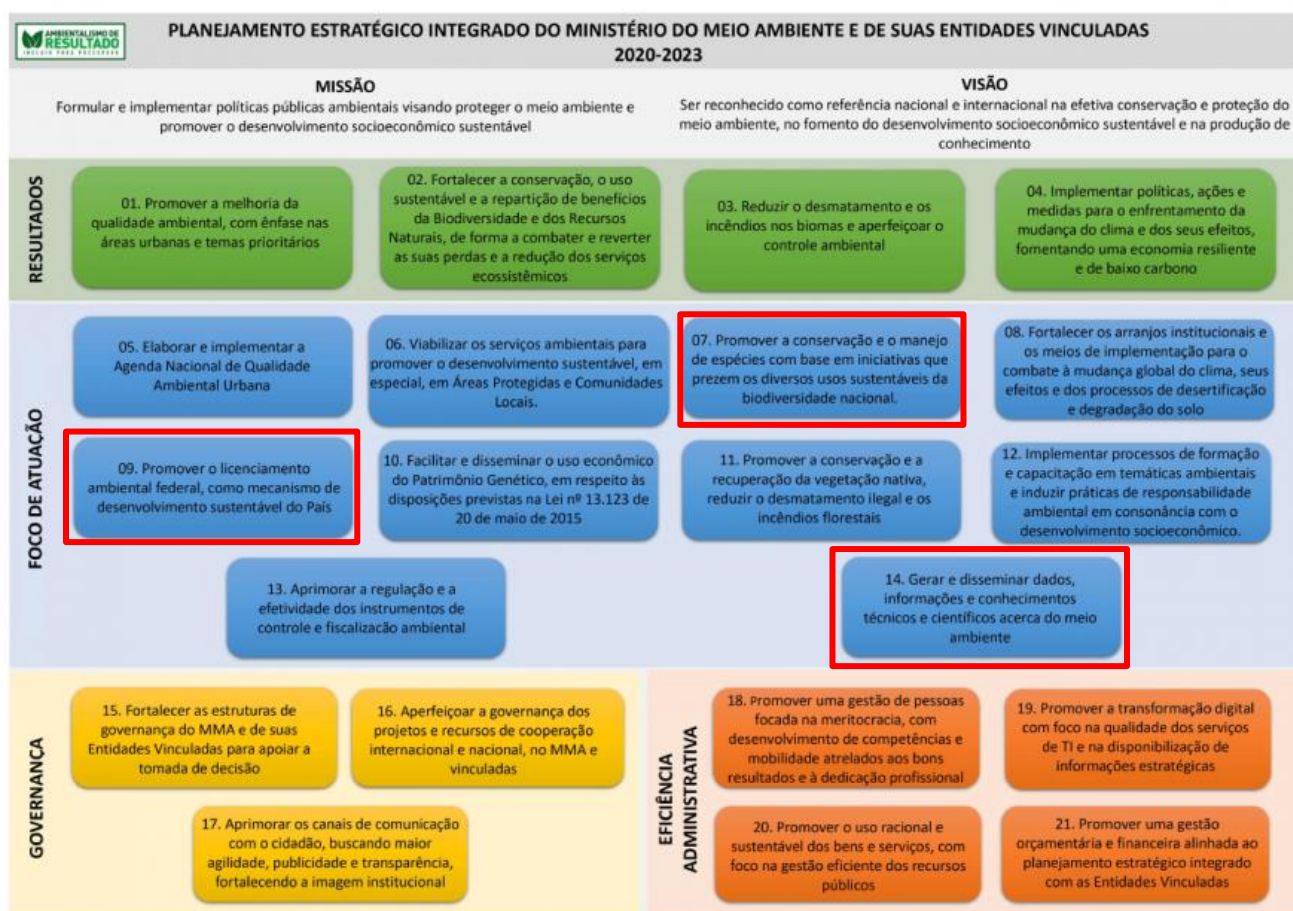 AMBIENTALISMO DE
RESULTADO
PLANEJAMENTO ESTRATÉGICO INTEGRADO DO MINISTÉRIO DO MEIO AMBIENTE E DE SUAS ENTIDADES VINCULADAS
2020-2023
MISSÃO
Formular e implementar políticas públicas ambientais visando proteger o meio ambiente e
promover o desenvolvimento socioeconômico sustentável
VISÃO
Ser reconhecido como referência nacional e internacional na efetiva conservação e proteção do
meio ambiente, no fomento do desenvolvimento socioeconômico sustentável e na produção de
conhecimento
RESULTADOS
01. Promover a melhoria da
qualidade ambiental, com ênfase nas
áreas urbanas e temas prioritários
02. Fortalecer a conservação, o uso
sustentável e a repartição de benefícios
da Biodiversidade e dos Recursos
Naturais, de forma a combater e reverter
as suas perdas e a redução dos serviços
ecossistêmicos
03. Reduzir o desmatamento e os
incêndios nos biomas e aperfeiçoar o
controle ambiental
04. Implementar políticas, ações e
medidas para o enfrentamento da
mudança do clima e dos seus efeitos,
fomentando uma economia resiliente
e de baixo carbono
FOCO DE ATUAÇÃO
05. Elaborar e implementar a
Agenda Nacional de Qualidade
Ambiental Urbana
06. Viabilizar os serviços ambientais para
promover o desenvolvimento sustentável, em
especial, em Áreas Protegidas e Comunidades
Locais.
07. Promover a conservação e o manejo
de espécies com base em iniciativas que
prezem os diversos usos sustentáveis da
biodiversidade nacional.
08. Fortalecer os arranjos institucionais e
os meios de implementação para o
combate à mudança global do clima, seus
efeitos e dos processos de desertificação
e degradação do solo
09. Promover o licenciamento
ambiental federal, como mecanismo de
desenvolvimento sustentável do País
10. Facilitar e disseminar o uso econômico
do Patrimônio Genético, em respeito às
disposições previstas na Lei nº 13.123 de
20 de maio de 2015
11. Promover a conservação e a
recuperação da vegetação nativa,
reduzir o desmatamento ilegal e os
incêndios florestais
12. Implementar processos de formação
e capacitação em temáticas ambientais
e induzir práticas de responsabilidade
ambiental em consonância com o
desenvolvimento socioeconômico.
13. Aprimorar a regulação e a
efetividade dos instrumentos de
controle e fiscalização ambiental
14. Gerar e disseminar dados,
informações e conhecimentos
técnicos e científicos acerca do meio
ambiente
GOVERNANÇA
15. Fortalecer as estruturas de
governança do MMA e de suas
Entidades Vinculadas para apoiar a
tomada de decisão
16. Aperfeiçoar a governança dos
projetos e recursos de cooperação
internacional e nacional, no MMA e
vinculadas
17. Aprimorar os canais de comunicação
com o cidadão, buscando maior
agilidade, publicidade e transparência,
fortalecendo a imagem institucional
EFICIÊNCIA
ADMINISTRATIVA
18. Promover uma gestão de pessoas
focada na meritocracia, com
desenvolvimento de competências e
mobilidade atrelados aos bons
resultados e à dedicação profissional
19. Promover a transformação digital
com foco na qualidade dos serviços
de TI e na disponibilização de
informações estratégicas
20. Promover o uso racional e
sustentável dos bens e serviços, com
foco na gestão eficiente dos recursos
públicos
21. Promover uma gestão
orçamentária e financeira alinhada ao
planejamento estratégico integrado
com as Entidades Vinculadas